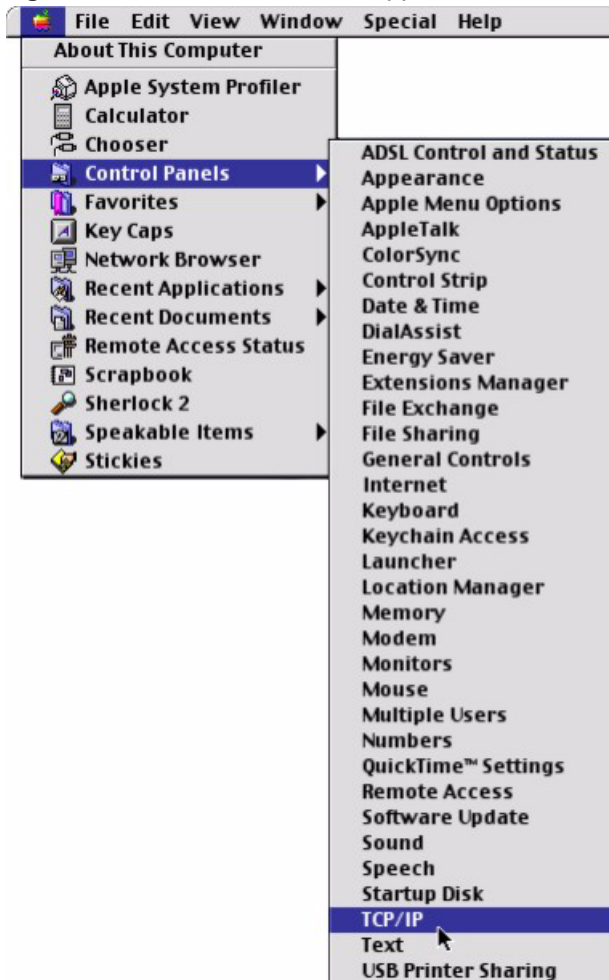 File Edit View Window Special Help
About This Computer
Apple System Profiler
Calculator
Chooser
Control Panels
Favorites
Key Caps
Network Browser
Recent Applications
Recent Documents
Remote Access Status
Scrapbook
Sherlock 2
Speakable Items
Stickies
ADSL Control and Status
Appearance
Apple Menu Options
AppleTalk
ColorSync
Control Strip
Date & Time
DialAssist
Energy Saver
Extensions Manager
File Exchange
File Sharing
General Controls
Internet
Keyboard
Keychain Access
Launcher
Location Manager
Memory
Modem
Monitors
Mouse
Multiple Users
Numbers
QuickTime™ Settings
Remote Access
Software Update
Sound
Speech
Startup Disk
TCP/IP
Text
USB Printer Sharing